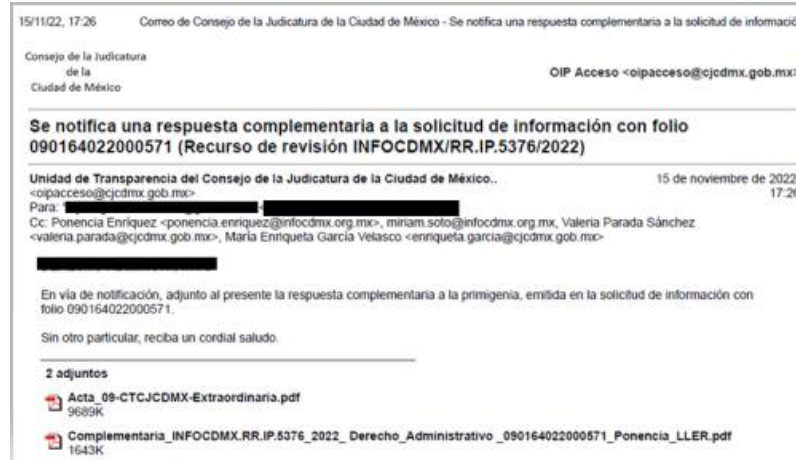 15/11/22, 17:26 Correo de Consejo de la Judicatura de la Ciudad de México - Se notifica una respuesta complementaria a la solicitud de informació
Consejo de la Judicatura
de la
Ciudad de México
OIP Acceso <oipacceso@cjcdmx.gob.mx>
Se notifica una respuesta complementaria a la solicitud de información con folio
090164022000571 (Recurso de revisión INFOCDMX/RR.IP.5376/2022)
Unidad de Transparencia del Consejo de la Judicatura de la Ciudad de México.. 15 de noviembre de 2022
<oipacceso@cjcdmx.gob.mx> 17:26
Para:
Cc: Ponencia Enríquez <ponencia.enriquez@infocdmx.org.mx>, miriam.soto@infocdmx.org.mx, Valeria Parada Sánchez
<valeria.parada@cjcdmx.gob.mx>, María Enriqueta García Velasco <enriqueta.garcia@cjcdmx.gob.mx>
En vía de notificación, adjunto al presente la respuesta complementaria a la primigenia, emitida en la solicitud de información con
folio 090164022000571.
Sin otro particular, reciba un cordial saludo.
2 adjuntos
Acta_09-CTCJCDMX-Extraordinaria.pdf
9689K
Complementaria_INFOCDMX.RR.IP.5376_2022_ Derecho_Administrativo _090164022000571_Ponencia_LLER.pdf
1643K